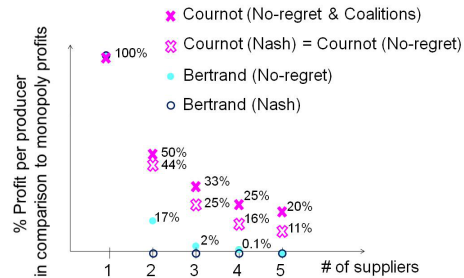 Cournot (No-regret & Coalitions)
Cournot (Nash) = Cournot (No-regret)
Bertrand (No-regret)
Bertrand (Nash)
% Profit per producer
in comparison to monopoly profits
100%
50%
44%
17%
33%
25%
2%
25%
16%
0.1%
20%
11%
1 2 3 4 5 # of suppliers